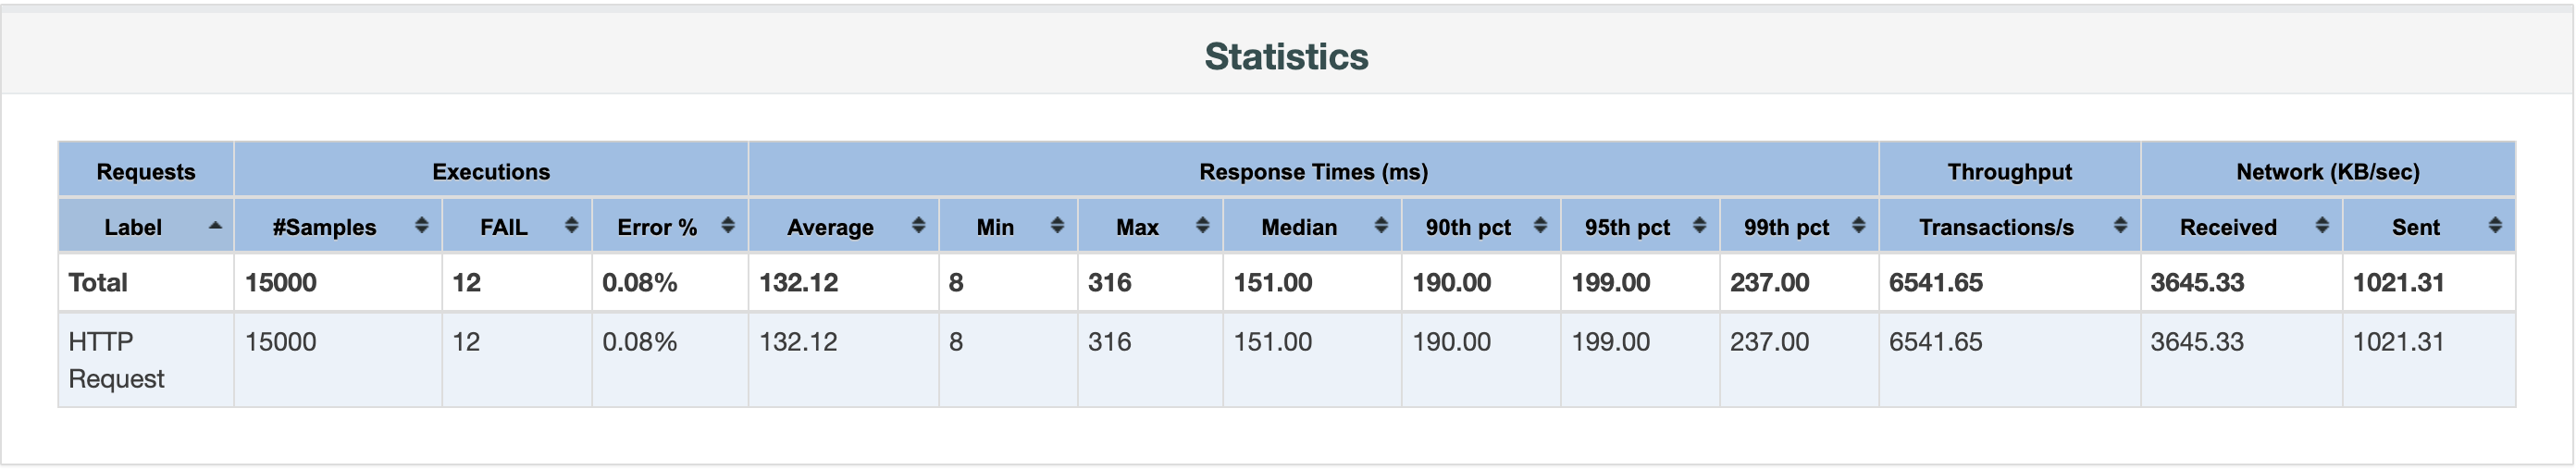 Statistics
Requests Executions Response Times (ms) Throughput Network (KB/sec)
Label #Samples FAIL Error % Average Min Max Median 90th pct 95th pct 99th pct Transactions/s Received Sent
Total 15000 12 0.08% 132.12 8 316 151.00 190.00 199.00 237.00 6541.65 3645.33 1021.31
HTTP 15000 12 0.08% 132.12 8 316 151.00 190.00 199.00 237.00 6541.65 3645.33 1021.31
Request